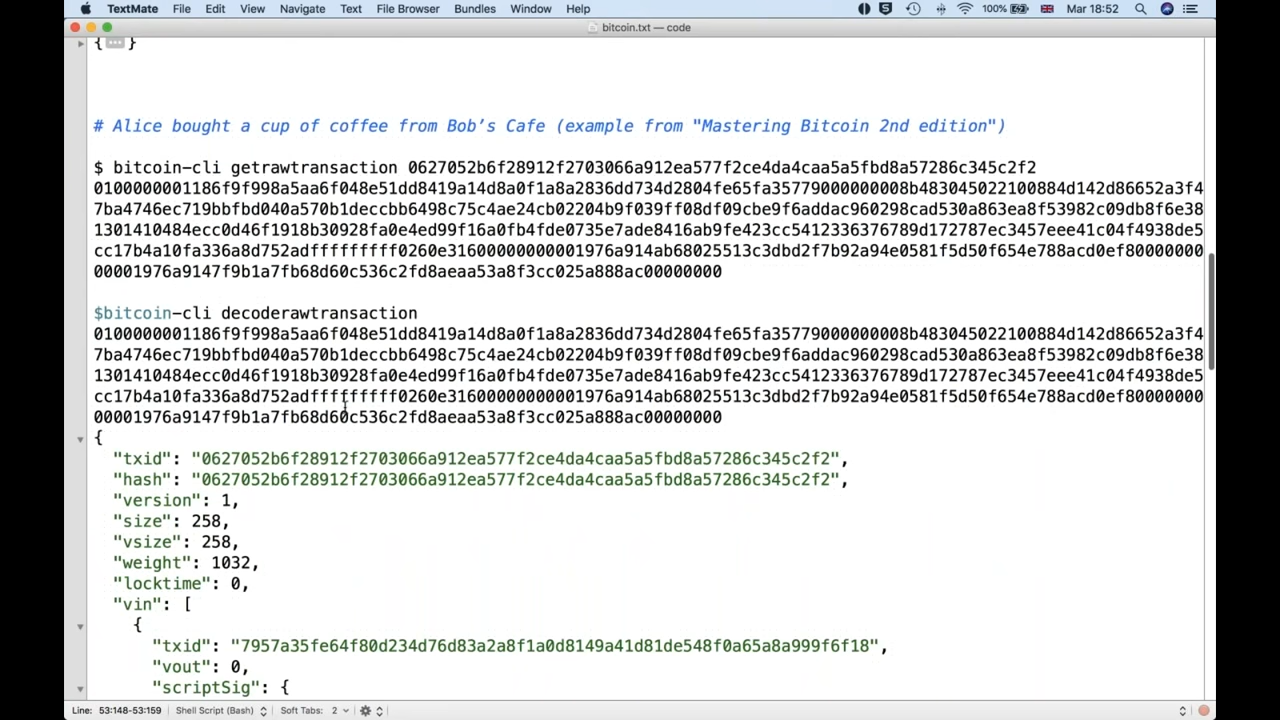 TextMate File Edit View Navigate Text File Browser Bundles Window Help 100% Mar 18:52
bitcoin.txt — code
{ ••• }
# Alice bought a cup of coffee from Bob’s Cafe (example from "Mastering Bitcoin 2nd edition")
$ bitcoin-cli getrawtransaction 0627052b6f28912f2703066a912ea577f2ce4da4caa5a5fbd8a57286c345c2f2
0100000001186f9f998a5aa6f048e51dd8419a14d8a0f1a8a2836dd734d2804fe65fa35779000000008b483045022100884d142d86652a3f4
7ba4746ec719bbfbd040a570b1deccbb6498c75c4ae24cb02204b9f039ff08df09cbe9f6addac960298cad530a863ea8f53982c09db8f6e38
1301410484ecc0d46f1918b30928fa0e4ed99f16a0fb4fde0735e7ade8416ab9fe423cc5412336376789d172787ec3457eee41c04f4938de5
cc17b4a10fa336a8d752adfffffffff0260e31600000000001976a914ab68025513c3dbd2f7b92a94e0581f5d50f654e788acd0ef80000000
00001976a9147f9b1a7fb68d60c536c2fd8aeaa53a8f3cc025a888ac00000000
$bitcoin-cli decoderawtransaction
0100000001186f9f998a5aa6f048e51dd8419a14d8a0f1a8a2836dd734d2804fe65fa35779000000008b483045022100884d142d86652a3f4
7ba4746ec719bbfbd040a570b1deccbb6498c75c4ae24cb02204b9f039ff08df09cbe9f6addac960298cad530a863ea8f53982c09db8f6e38
1301410484ecc0d46f1918b30928fa0e4ed99f16a0fb4fde0735e7ade8416ab9fe423cc5412336376789d172787ec3457eee41c04f4938de5
cc17b4a10fa336a8d752adfffffffff0260e31600000000001976a914ab68025513c3dbd2f7b92a94e0581f5d50f654e788acd0ef80000000
00001976a9147f9b1a7fb68d60c536c2fd8aeaa53a8f3cc025a888ac00000000
{
"txid": "0627052b6f28912f2703066a912ea577f2ce4da4caa5a5fbd8a57286c345c2f2",
"hash": "0627052b6f28912f2703066a912ea577f2ce4da4caa5a5fbd8a57286c345c2f2",
"version": 1,
"size": 258,
"vsize": 258,
"weight": 1032,
"locktime": 0,
"vin": [
{
"txid": "7957a35fe64f80d234d76d83a2a8f1a0d8149a41d81de548f0a65a8a999f6f18",
"vout": 0,
"scriptSig": {
Line: 53:148-53:159 Shell Script (Bash) Soft Tabs: 2